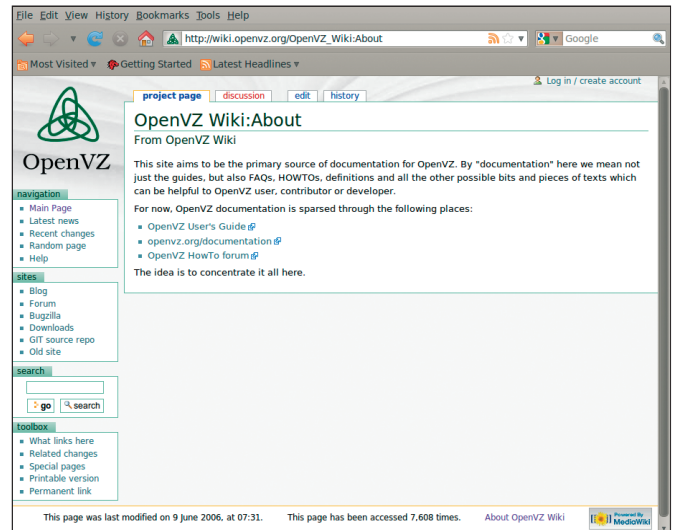 File Edit View History Bookmarks Tools Help
http://wiki.openvz.org/OpenVZ_Wiki:About
Google
Most Visited
Getting Started
Latest Headlines
Log in / create account
project page
discussion
edit
history
OpenVZ
OpenVZ Wiki:About
From OpenVZ Wiki
This site aims to be the primary source of documentation for OpenVZ. By "documentation" here we mean not
just the guides, but also FAQs, HOWTOs, definitions and all the other possible bits and pieces of texts which
can be helpful to OpenVZ user, contributor or developer.
For now, OpenVZ documentation is sparsed through the following places:
OpenVZ User's Guide
openvz.org/documentation
OpenVZ HowTo forum
The idea is to concentrate it all here.
navigation
Main Page
Latest news
Recent changes
Random page
Help
sites
Blog
Forum
Bugzilla
Downloads
GIT source repo
Old site
search
go
search
toolbox
What links here
Related changes
Special pages
Printable version
Permanent link
This page was last modified on 9 June 2006, at 07:31.
This page has been accessed 7,608 times.
About OpenVZ Wiki
Powered By
MediaWiki